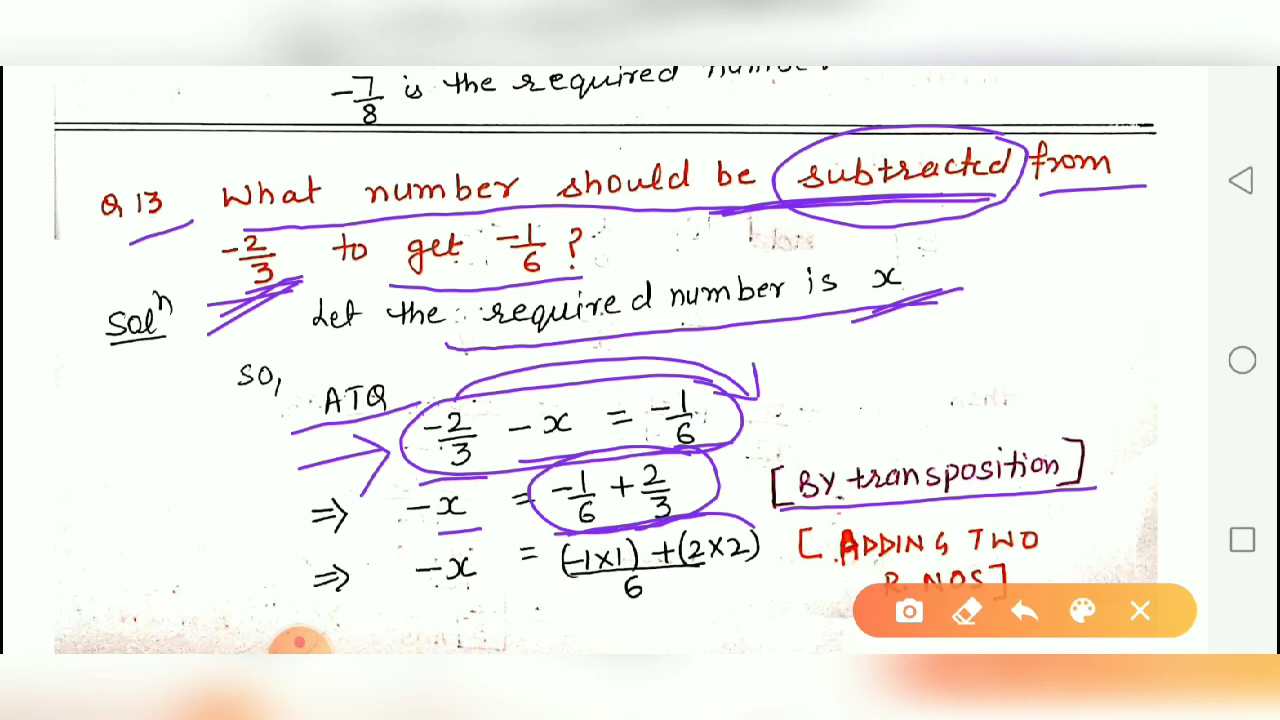 -7/8 is the required number.
Q 13 What number should be subtracted from
-2/3 to get -1/6?
Solⁿ Let the required number is x
So,
ATQ -2/3 - x = -1/6
⇒ -x = -1/6 + 2/3 [BY transposition]
⇒ -x = (-1×1) + (2×2)/6 [ADDING TWO
R. NOS]